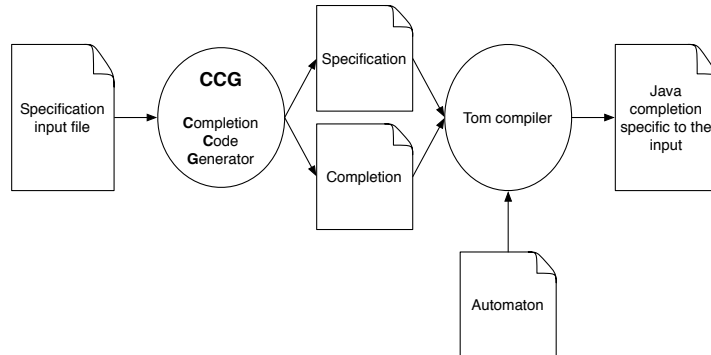 Specification
input file
CCG
Completion
Code
Generator
Specification
Completion
Tom compiler
Automaton
Java
completion
specific to the
input